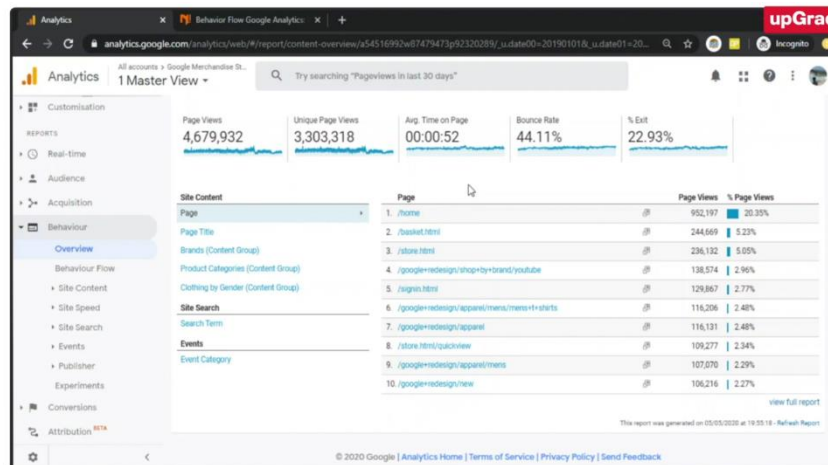 Analytics
Behavior Flow Google Analytics:
upGrad
analytics.google.com/analytics/web/#/report/content-overview/a54516992w87479473p92320289/_u.date00=20190101&_u.date01=20...
Incognito
Analytics
All accounts > Google Merchandise St...
1 Master View
Try searching "Pageviews in last 30 days"
Customisation
REPORTS
Real-time
Audience
Acquisition
Behaviour
Overview
Behaviour Flow
Site Content
Site Speed
Site Search
Events
Publisher
Experiments
Conversions
Attribution BETA
Page Views
4,679,932
Unique Page Views
3,303,318
Avg. Time on Page
00:00:52
Bounce Rate
44.11%
% Exit
22.93%
Site Content
Page
Page Title
Brands (Content Group)
Product Categories (Content Group)
Clothing by Gender (Content Group)
Site Search
Search Term
Events
Event Category
Page Page Views % Page Views
1. /home 952,197 20.35%
2. /basket.html 244,669 5.23%
3. /store.html 236,132 5.05%
4. /google+redesign/shop+by+brand/youtube 138,574 2.96%
5. /signin.html 129,867 2.77%
6. /google+redesign/apparel/mens/mens+t+shirts 116,206 2.48%
7. /google+redesign/apparel 116,131 2.48%
8. /store.html/quickview 109,277 2.34%
9. /google+redesign/apparel/mens 107,070 2.29%
10. /google+redesign/new 106,216 2.27%
view full report
This report was generated on 05/05/2020 at 19:55:18 - Refresh Report
© 2020 Google | Analytics Home | Terms of Service | Privacy Policy | Send Feedback